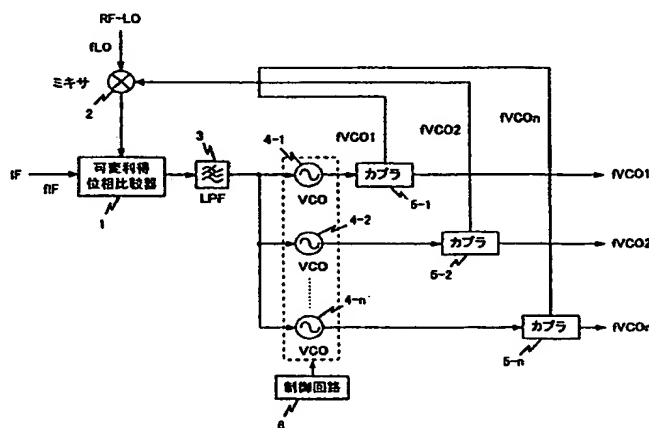 RF-LO
fLO
ミキサ
2
3
4-1
fVCO1
fVCO2
fVCOn
IF
fIF
可変利得
位相比較器
1
LPF
VCO
カプラ
5-1
fVCO1
4-2
VCO
カプラ
5-2
fVCO2
4-n
VCO
カプラ
5-n
fVCOn
制御回路
6